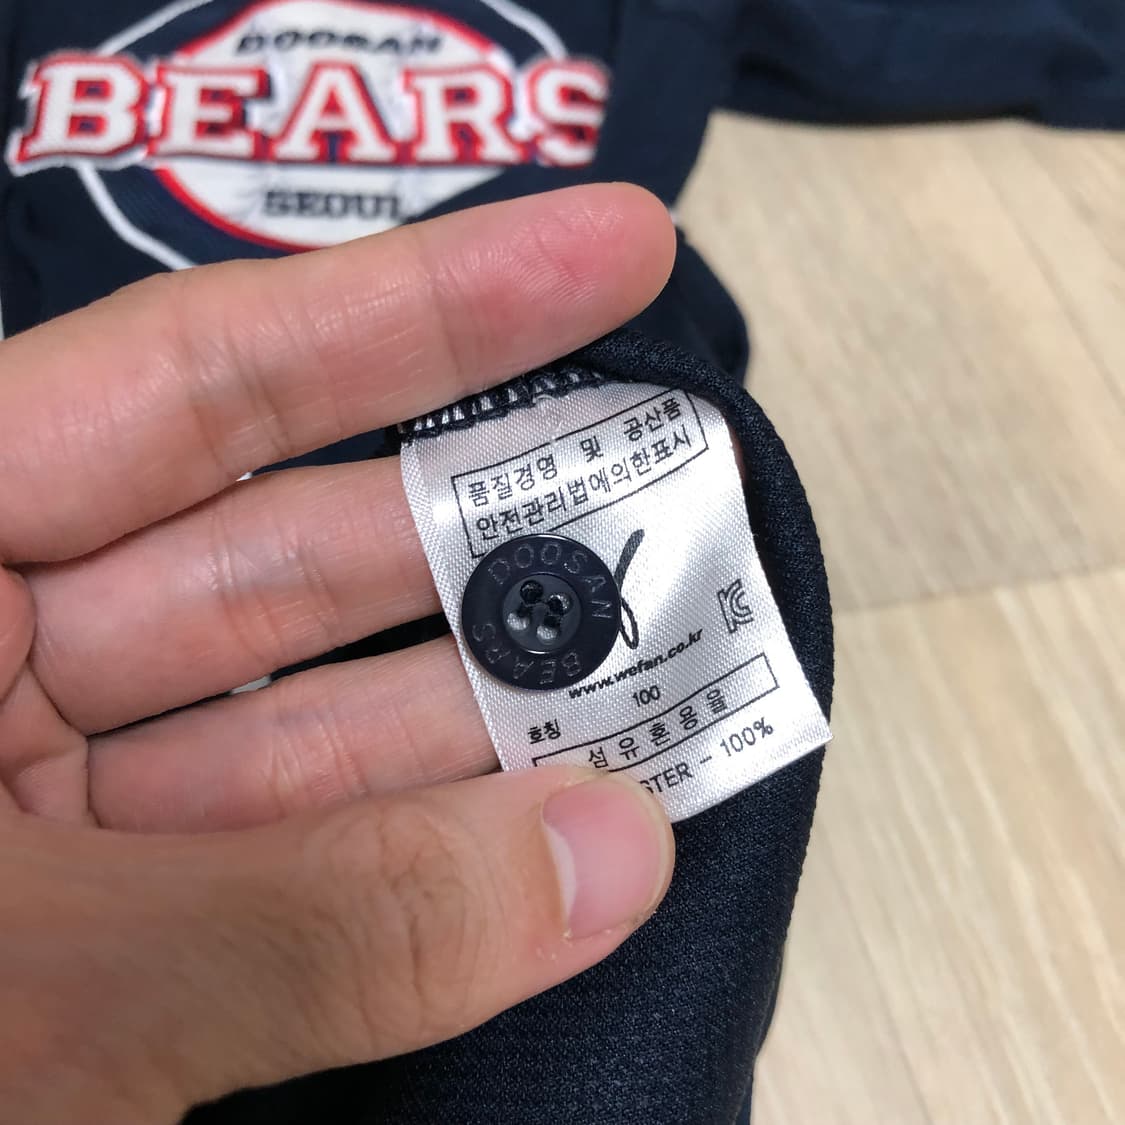 DOOSAN
BEARS
SEOUL
품질경영 및 공산품
안전관리법에의한표시
DOOSAN
BEARS
www.wefan.co.kr
호칭 100
섬유혼용율
STER - 100%